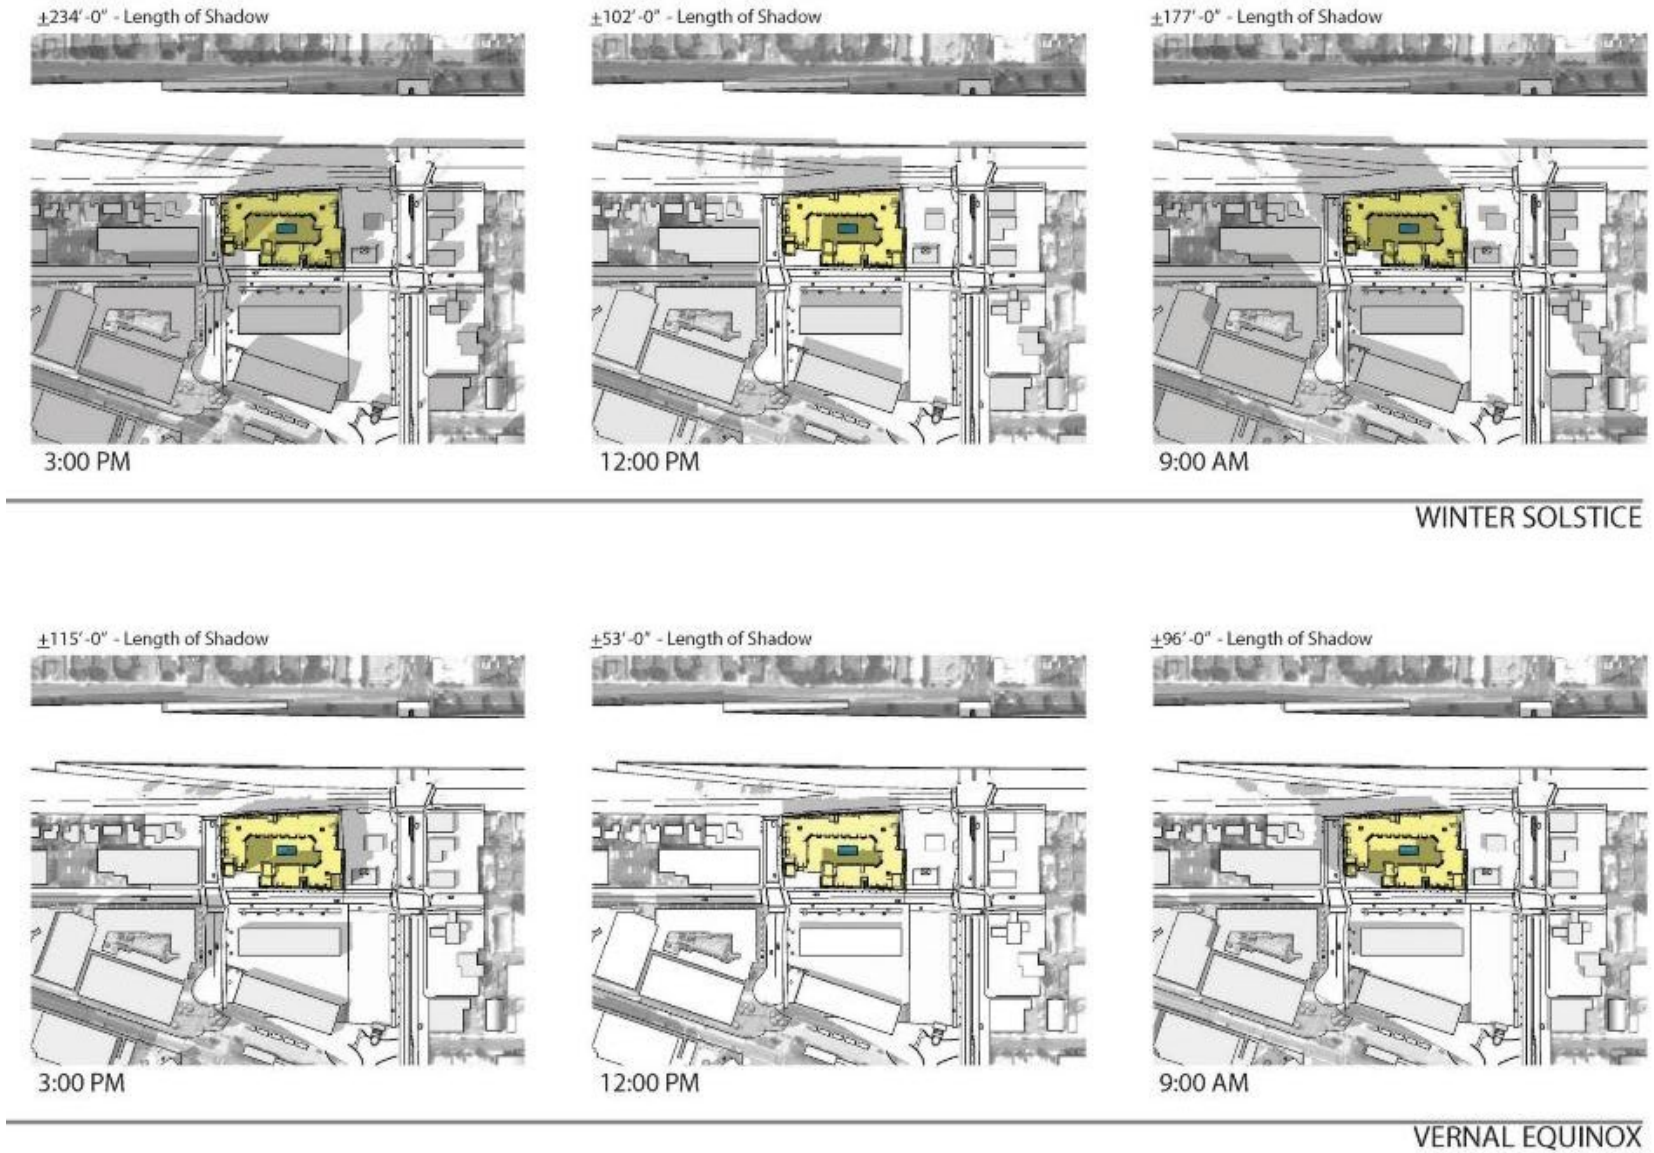 ±234'-0" - Length of Shadow
±102'-0" - Length of Shadow
±177'-0" - Length of Shadow
3:00 PM
12:00 PM
9:00 AM
WINTER SOLSTICE
±115'-0" - Length of Shadow
±53'-0" - Length of Shadow
±96'-0" - Length of Shadow
3:00 PM
12:00 PM
9:00 AM
VERNAL EQUINOX